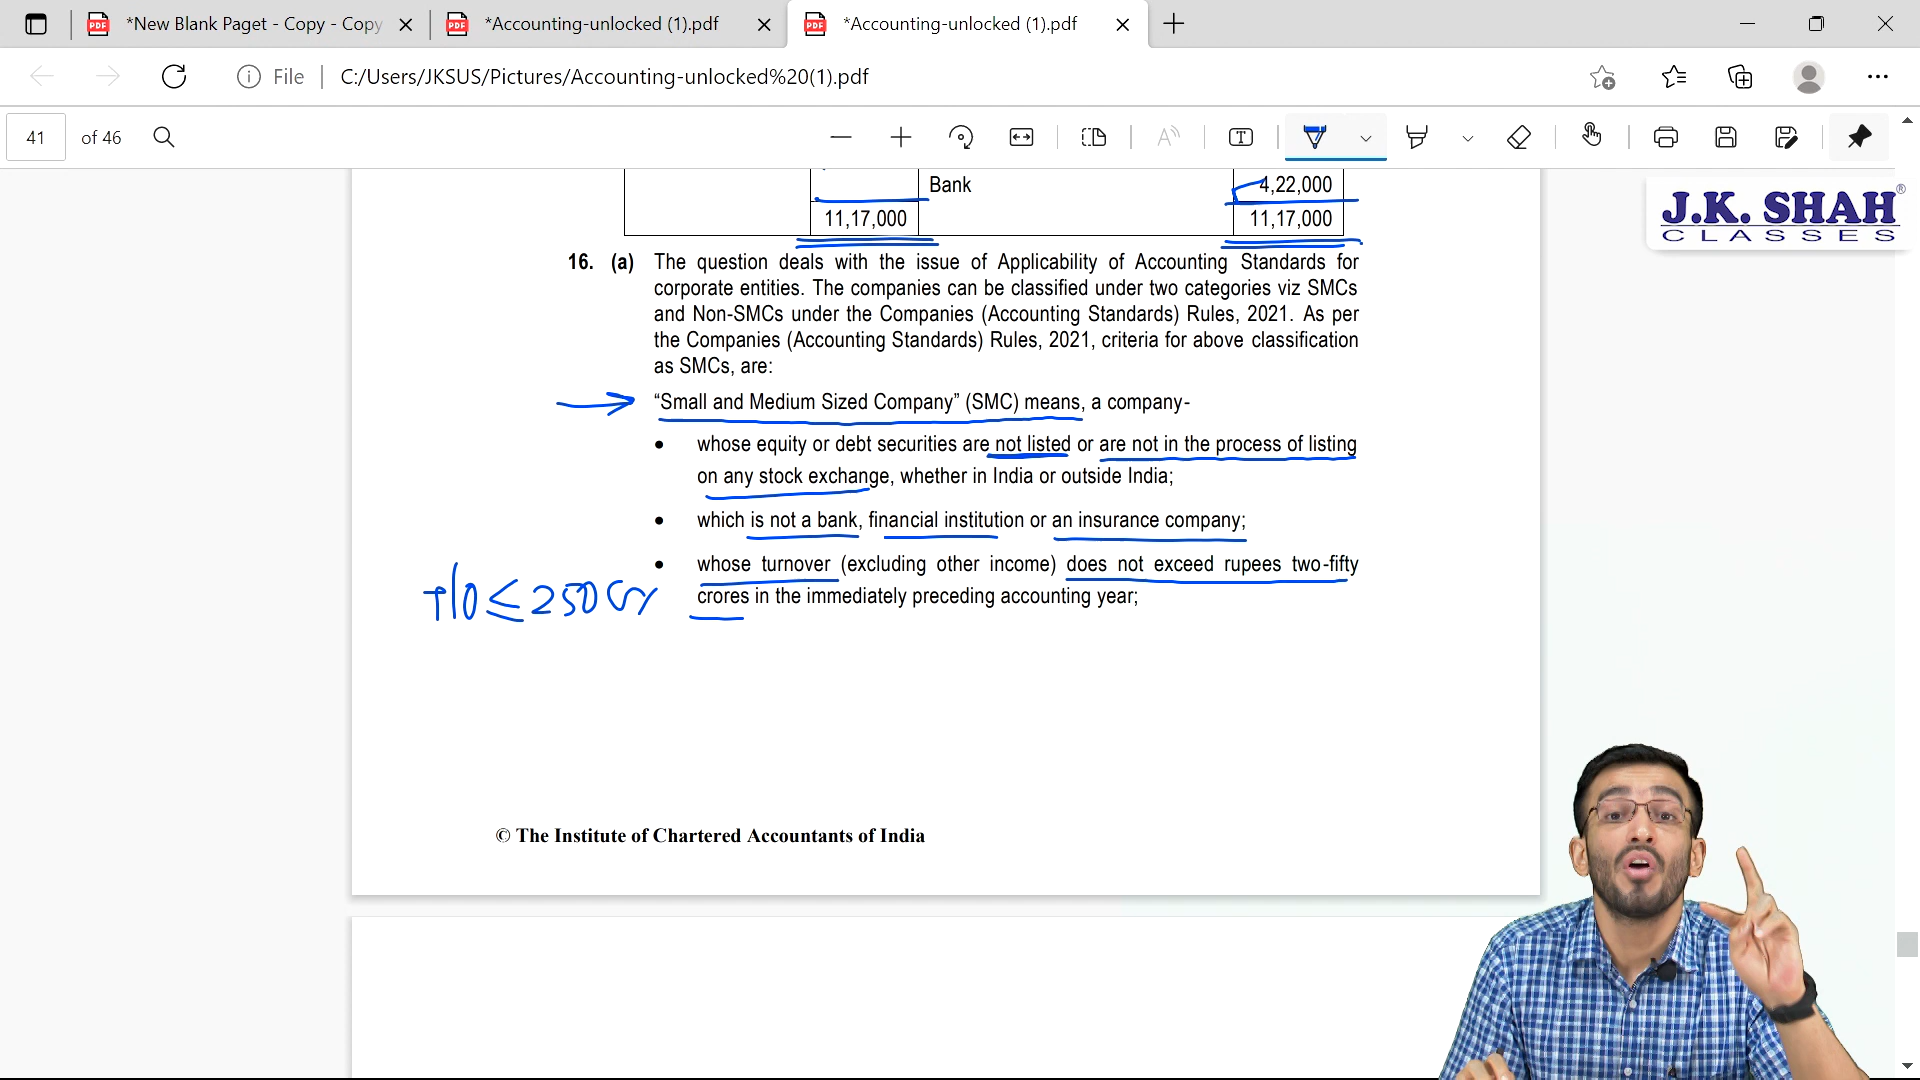 *New Blank Paget - Copy - Copy
*Accounting-unlocked (1).pdf
*Accounting-unlocked (1).pdf
File
C:/Users/JKSUS/Pictures/Accounting-unlocked%20(1).pdf
41 of 46
J.K. SHAH®
CLASSES
Bank 4,22,000
11,17,000 11,17,000
16. (a) The question deals with the issue of Applicability of Accounting Standards for
corporate entities. The companies can be classified under two categories viz SMCs
and Non-SMCs under the Companies (Accounting Standards) Rules, 2021. As per
the Companies (Accounting Standards) Rules, 2021, criteria for above classification
as SMCs, are:
“Small and Medium Sized Company” (SMC) means, a company-
• whose equity or debt securities are not listed or are not in the process of listing
on any stock exchange, whether in India or outside India;
• which is not a bank, financial institution or an insurance company;
• whose turnover (excluding other income) does not exceed rupees two-fifty
crores in the immediately preceding accounting year;
T/O ≤ 250 Cr
© The Institute of Chartered Accountants of India